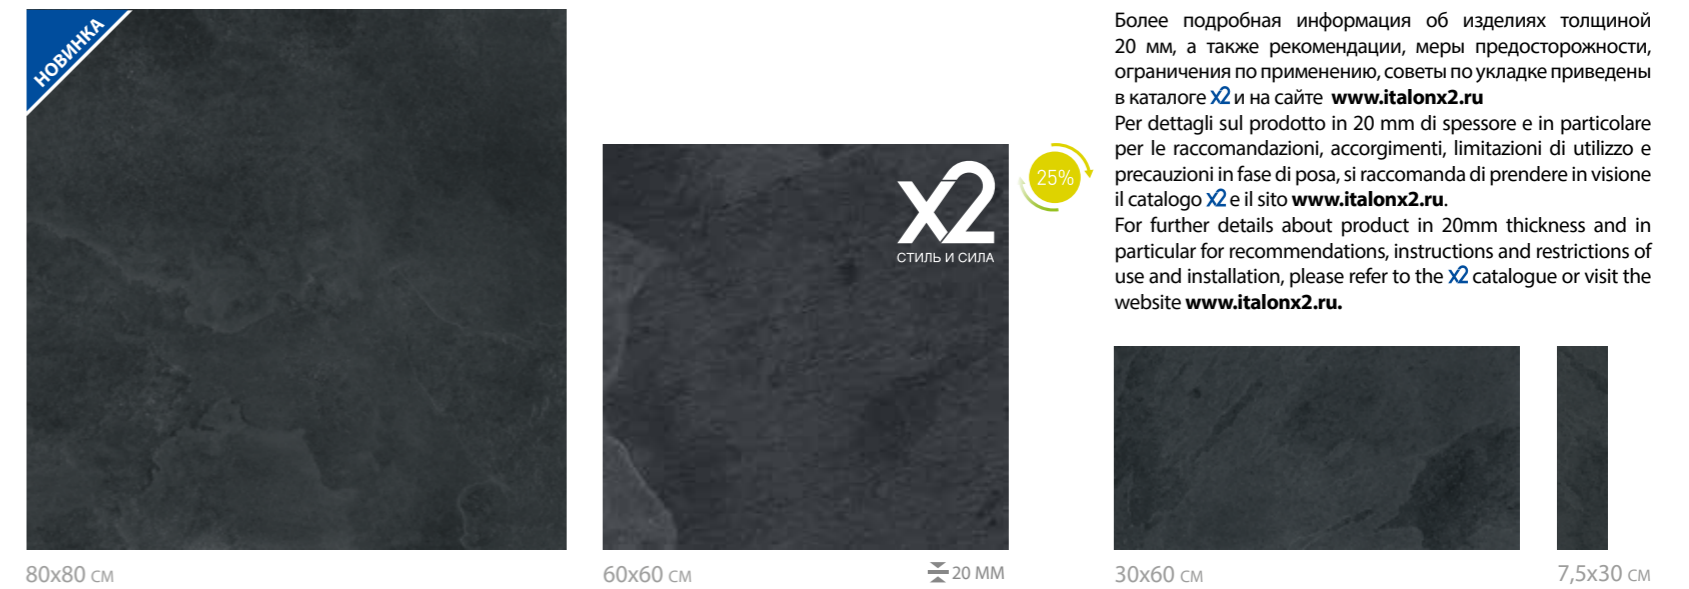 НОВИНКА
80x80 см
x2
СТИЛЬ И СИЛА
25%
60x60 см
20 мм
Более подробная информация об изделиях толщиной
20 мм, а также рекомендации, меры предосторожности,
ограничения по применению, советы по укладке приведены
в каталоге x2 и на сайте www.italonx2.ru
Per dettagli sul prodotto in 20 mm di spessore e in particolare
per le raccomandazioni, accorgimenti, limitazioni di utilizzo e
precauzioni in fase di posa, si raccomanda di prendere in visione
il catalogo x2 e il sito www.italonx2.ru.
For further details about product in 20mm thickness and in
particular for recommendations, instructions and restrictions of
use and installation, please refer to the x2 catalogue or visit the
website www.italonx2.ru.
30x60 см
7,5x30 см